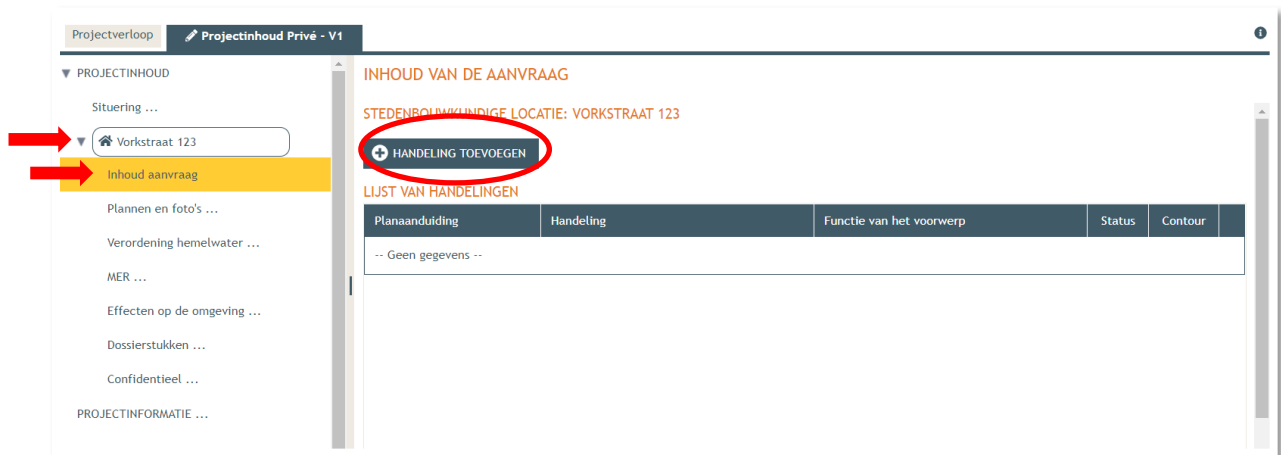 Projectverloop
Projectinhoud Privé - V1
PROJECTINHOUD
Situering ...
Vorkstraat 123
Inhoud aanvraag
Plannen en foto's ...
Verordening hemelwater ...
MER ...
Effecten op de omgeving ...
Dossierstukken ...
Confidentieel ...
PROJECTINFORMATIE ...
INHOUD VAN DE AANVRAAG
STEDENBOUWKUNDIGE LOCATIE: VORKSTRAAT 123
HANDELING TOEVOEGEN
LIJST VAN HANDELINGEN
Planaanduiding Handeling Functie van het voorwerp Status Contour
-- Geen gegevens --